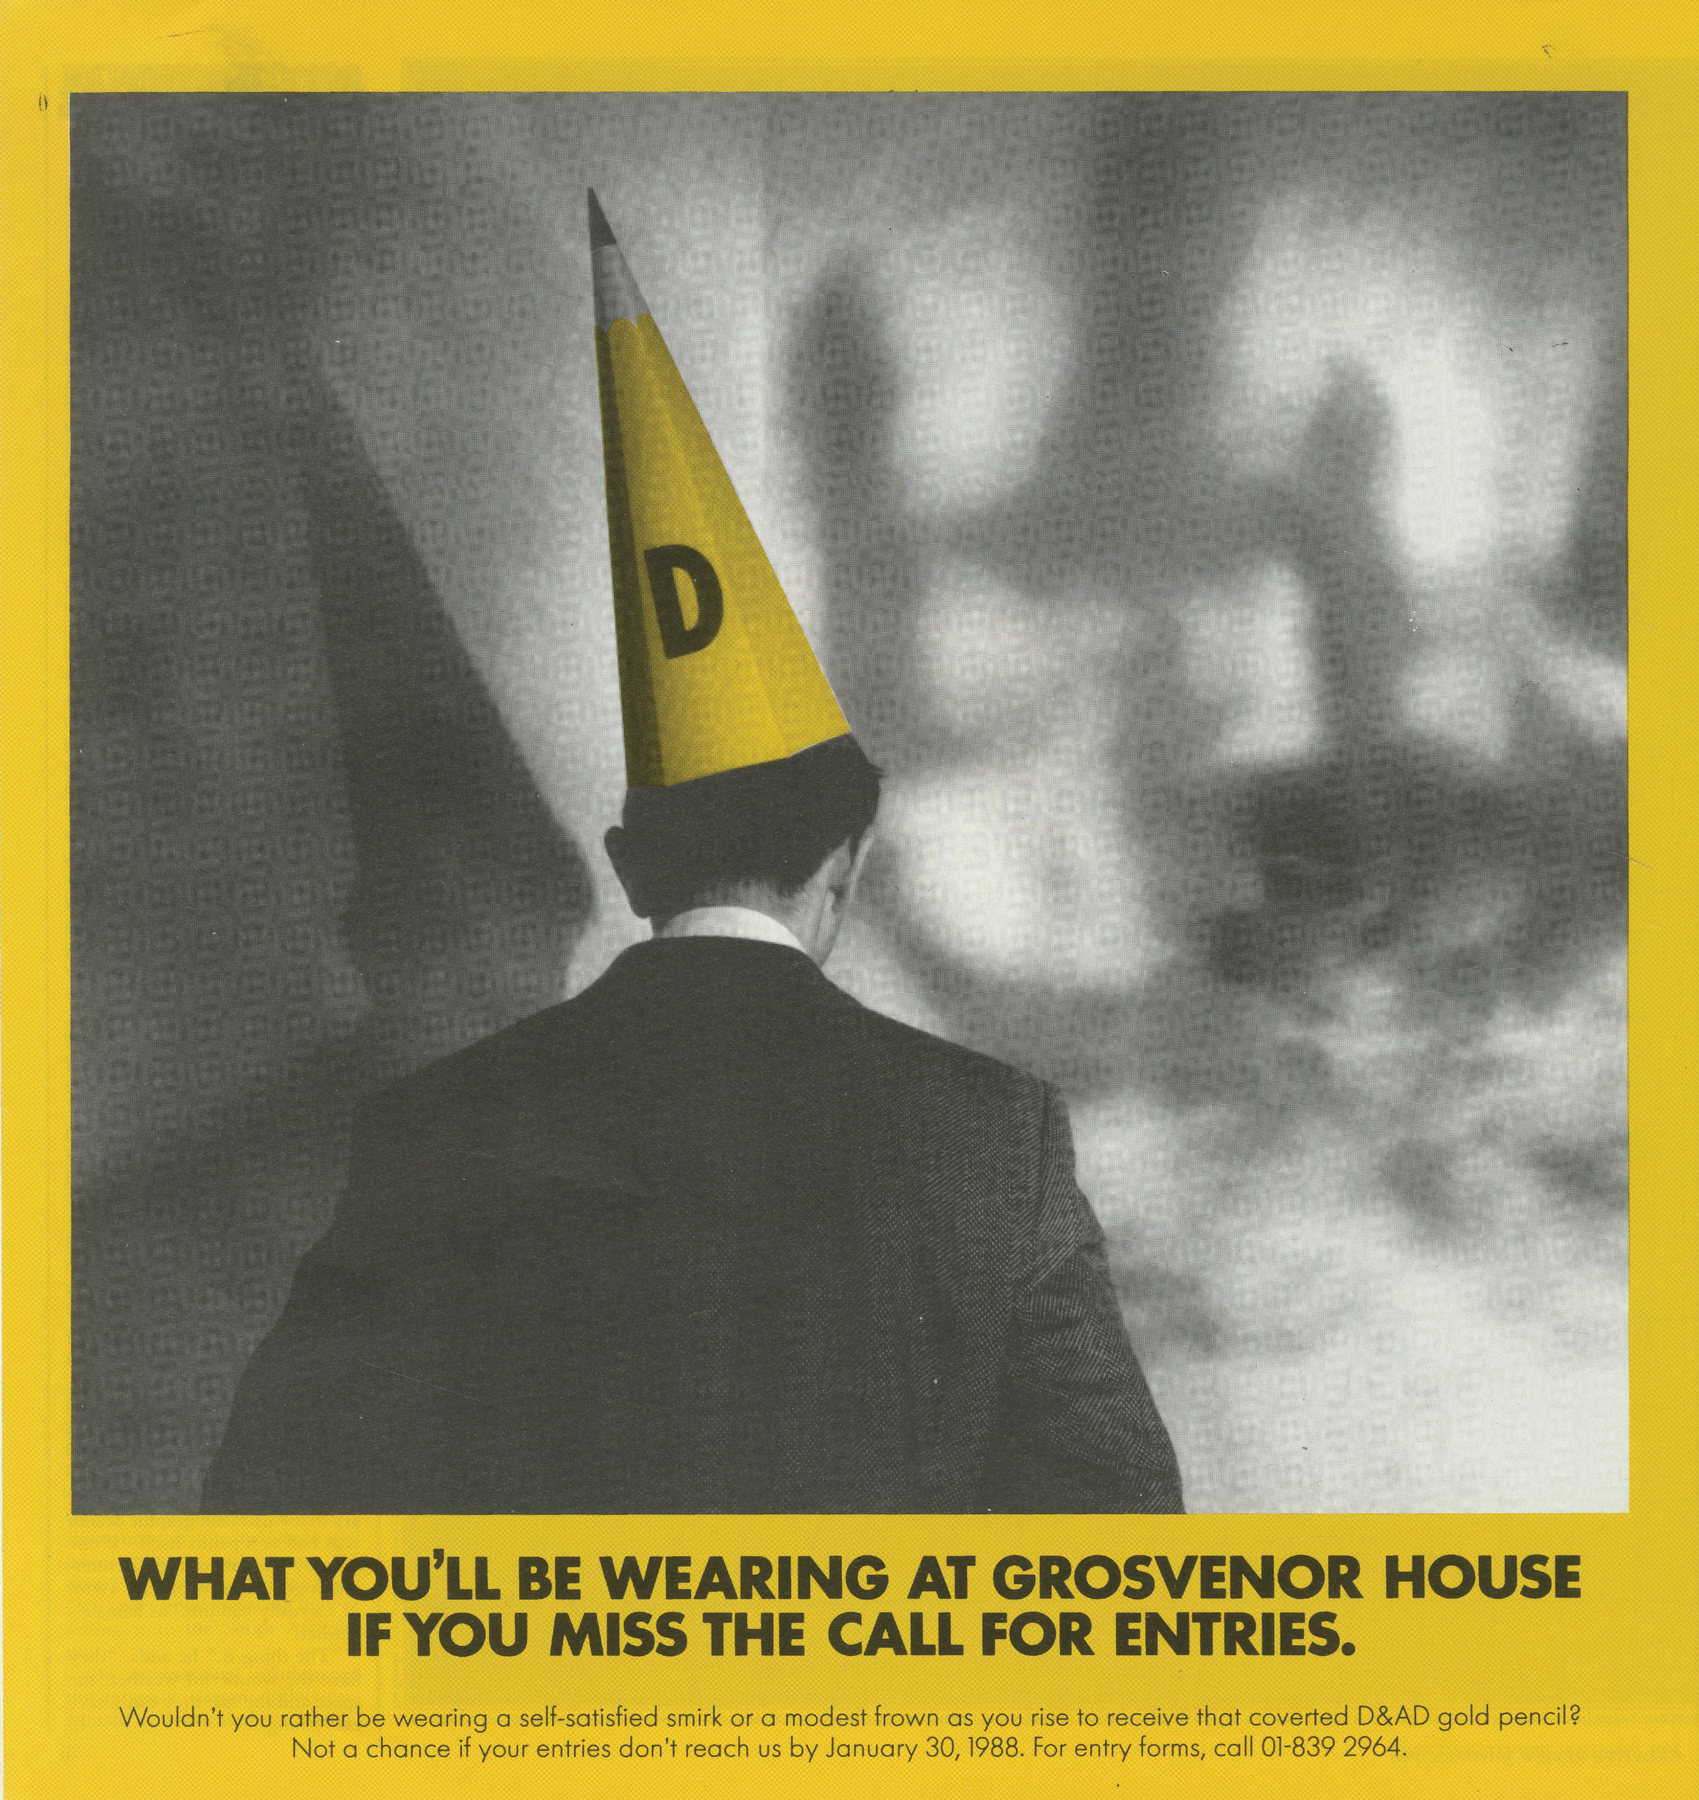 D
WHAT YOU'LL BE WEARING AT GROSVENOR HOUSE
IF YOU MISS THE CALL FOR ENTRIES.
Wouldn't you rather be wearing a self-satisfied smirk or a modest frown as you rise to receive that coverted D&AD gold pencil?
Not a chance if your entries don't reach us by January 30, 1988. For entry forms, call 01-839 2964.